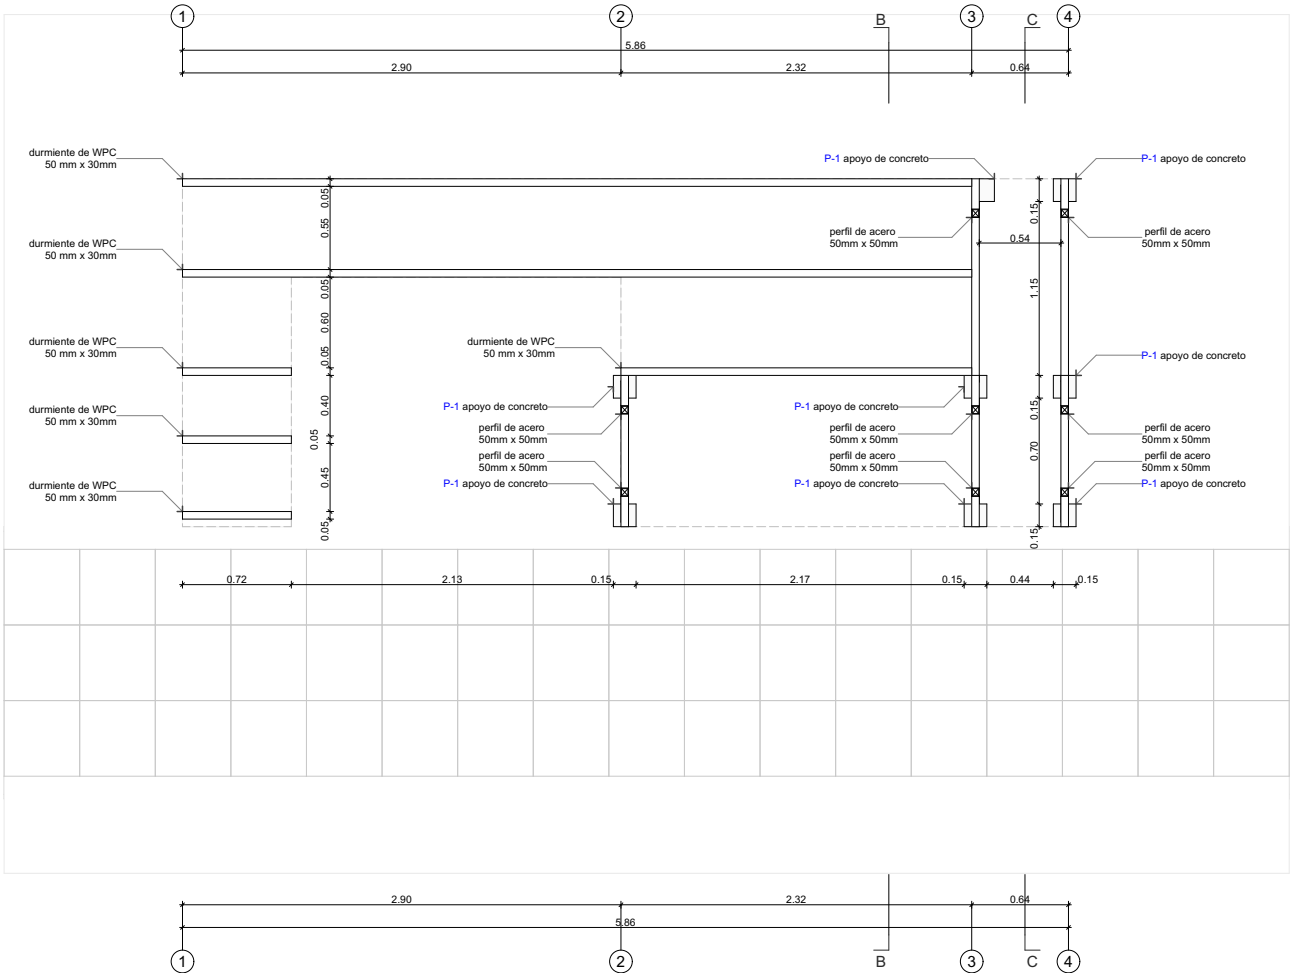 1
2
B
3
C
4
5.86
2.90
2.32
0.64
durmiente de WPC
50 mm x 30mm
P-1 apoyo de concreto
P-1 apoyo de concreto
0.05
0.15
0.55
perfil de acero
50mm x 50mm
perfil de acero
50mm x 50mm
0.54
durmiente de WPC
50 mm x 30mm
0.05
1.15
0.60
durmiente de WPC
50 mm x 30mm
durmiente de WPC
50 mm x 30mm
0.05
P-1 apoyo de concreto
0.40
0.15
durmiente de WPC
50 mm x 30mm
P-1 apoyo de concreto
P-1 apoyo de concreto
perfil de acero
50mm x 50mm
perfil de acero
50mm x 50mm
perfil de acero
50mm x 50mm
0.05
0.70
perfil de acero
50mm x 50mm
perfil de acero
50mm x 50mm
perfil de acero
50mm x 50mm
0.45
durmiente de WPC
50 mm x 30mm
P-1 apoyo de concreto
P-1 apoyo de concreto
P-1 apoyo de concreto
0.05
0.15
0.72
2.13
0.15
2.17
0.15
0.44
0.15
2.90
2.32
0.64
5.86
1
2
B
3
C
4